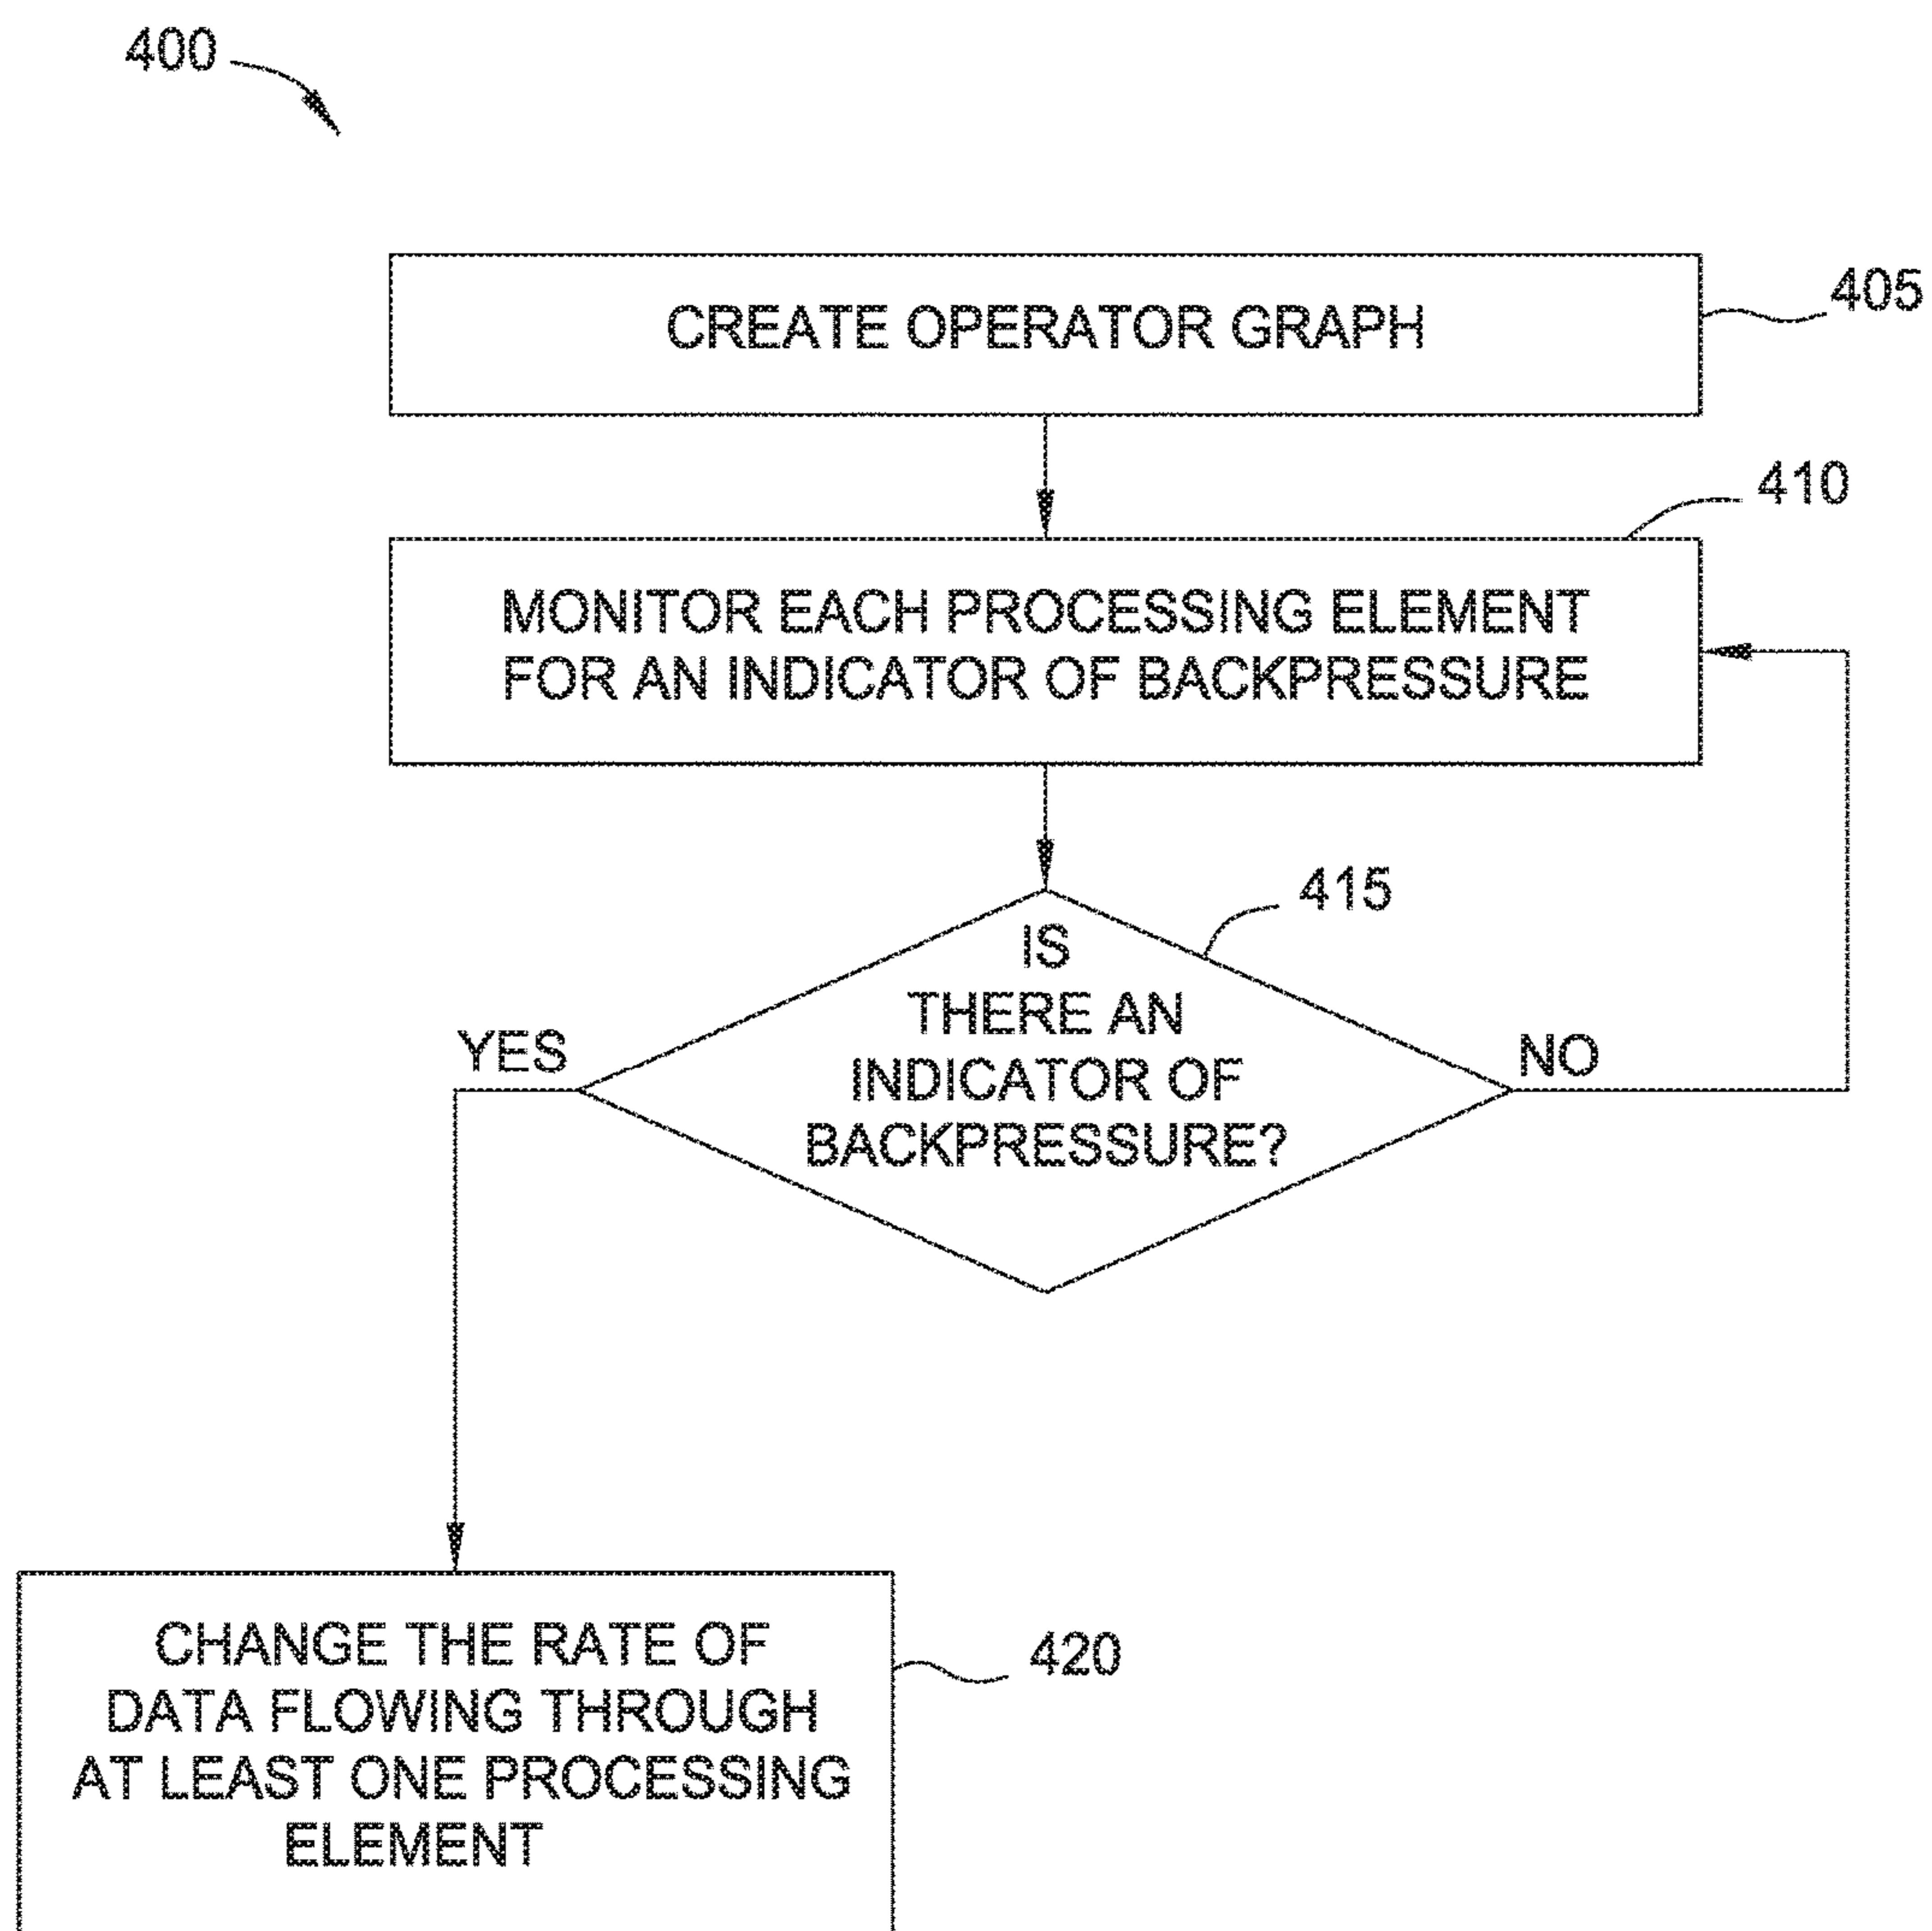 400
CREATE OPERATOR GRAPH
405
410
MONITOR EACH PROCESSING ELEMENT
FOR AN INDICATOR OF BACKPRESSURE
415
IS
THERE AN
INDICATOR OF
BACKPRESSURE?
YES
NO
CHANGE THE RATE OF
DATA FLOWING THROUGH
AT LEAST ONE PROCESSING
ELEMENT
420